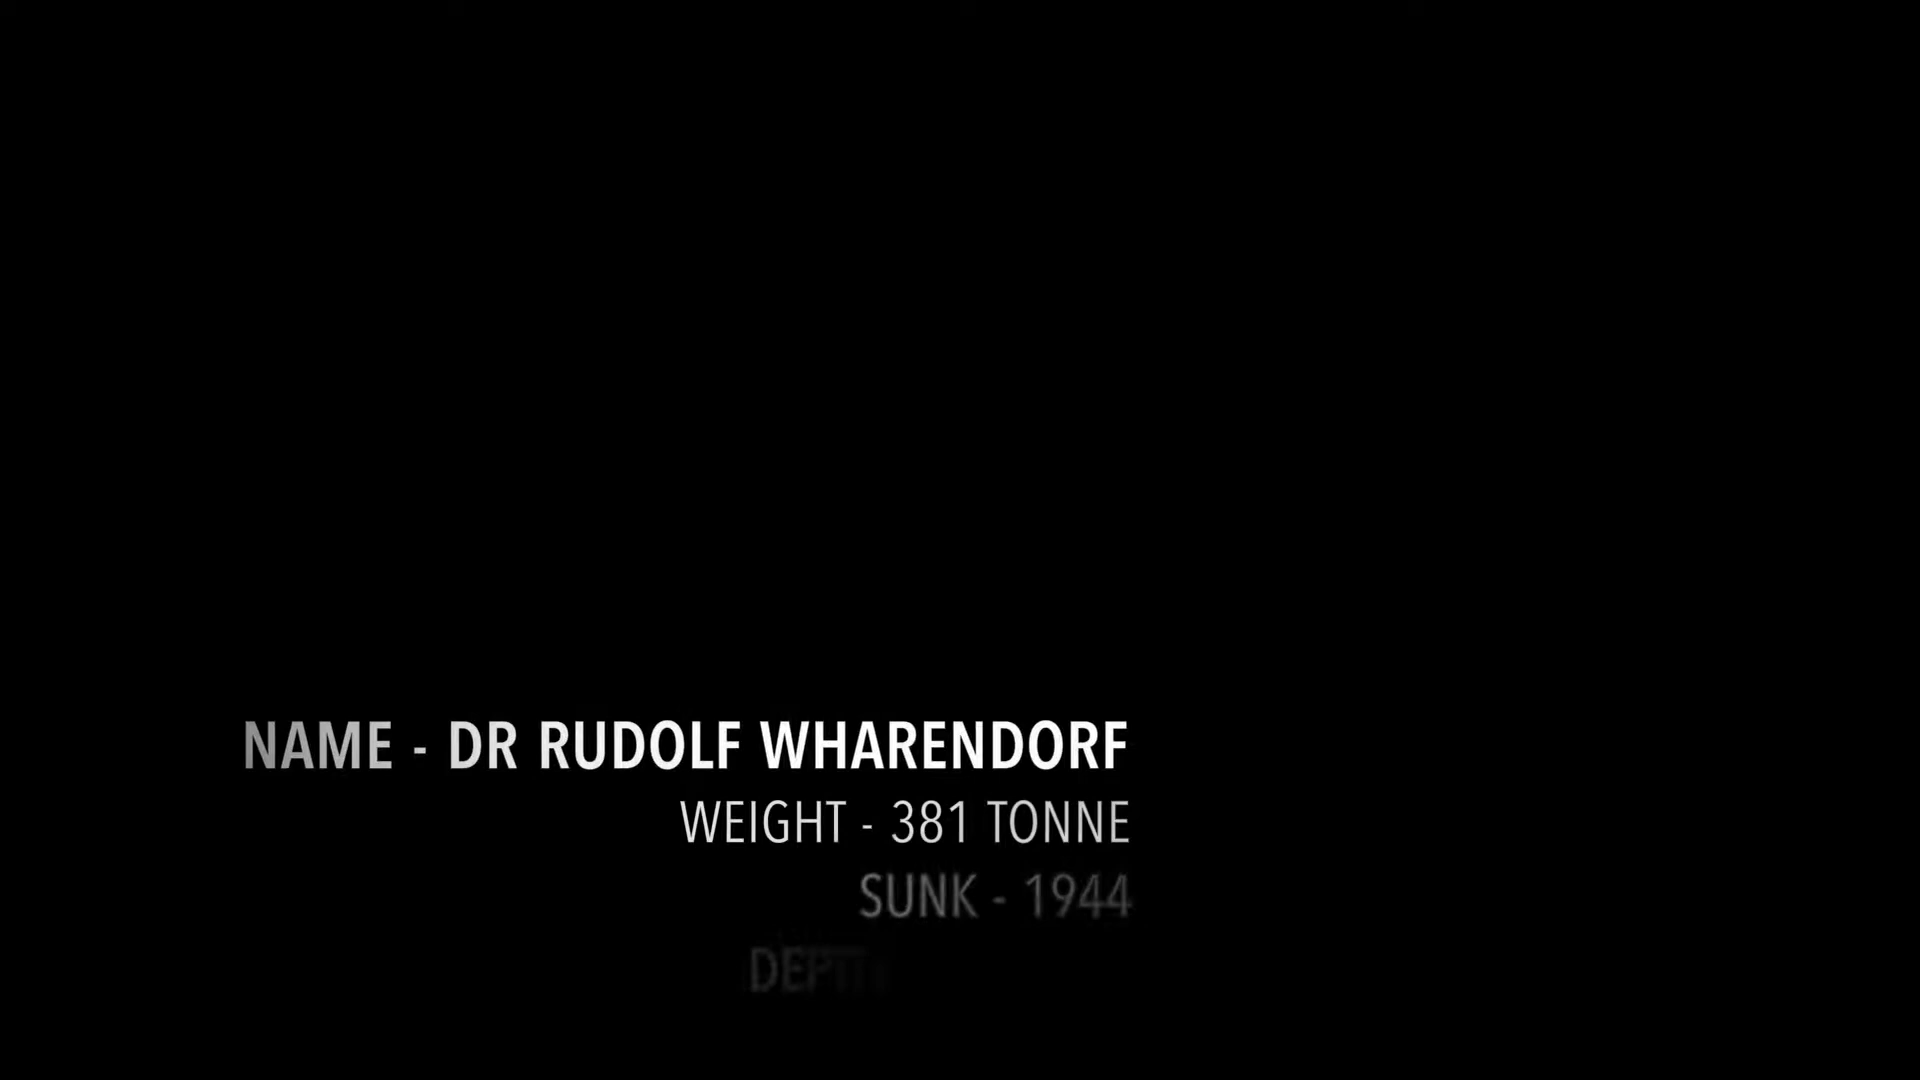 NAME - DR RUDOLF WHARENDORF
WEIGHT - 381 TONNE
SUNK - 1944